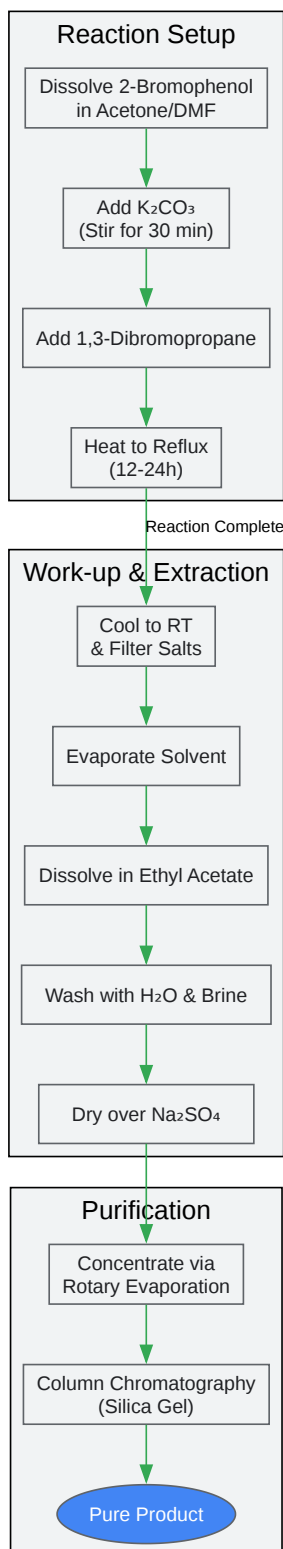 Reaction Setup
Dissolve 2-Bromophenol
in Acetone/DMF
Add K₂CO₃
(Stir for 30 min)
Add 1,3-Dibromopropane
Heat to Reflux
(12-24h)
Reaction Complete
Work-up & Extraction
Cool to RT
& Filter Salts
Evaporate Solvent
Dissolve in Ethyl Acetate
Wash with H₂O & Brine
Dry over Na₂SO₄
Purification
Concentrate via
Rotary Evaporation
Column Chromatography
(Silica Gel)
Pure Product